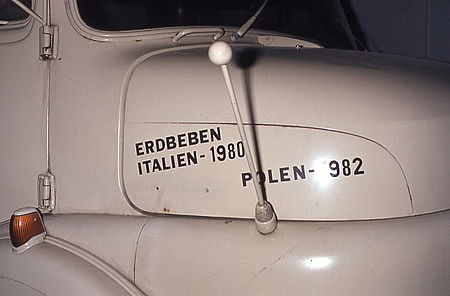 ERDBEBEN
ITALIEN-1980
POLEN- 982